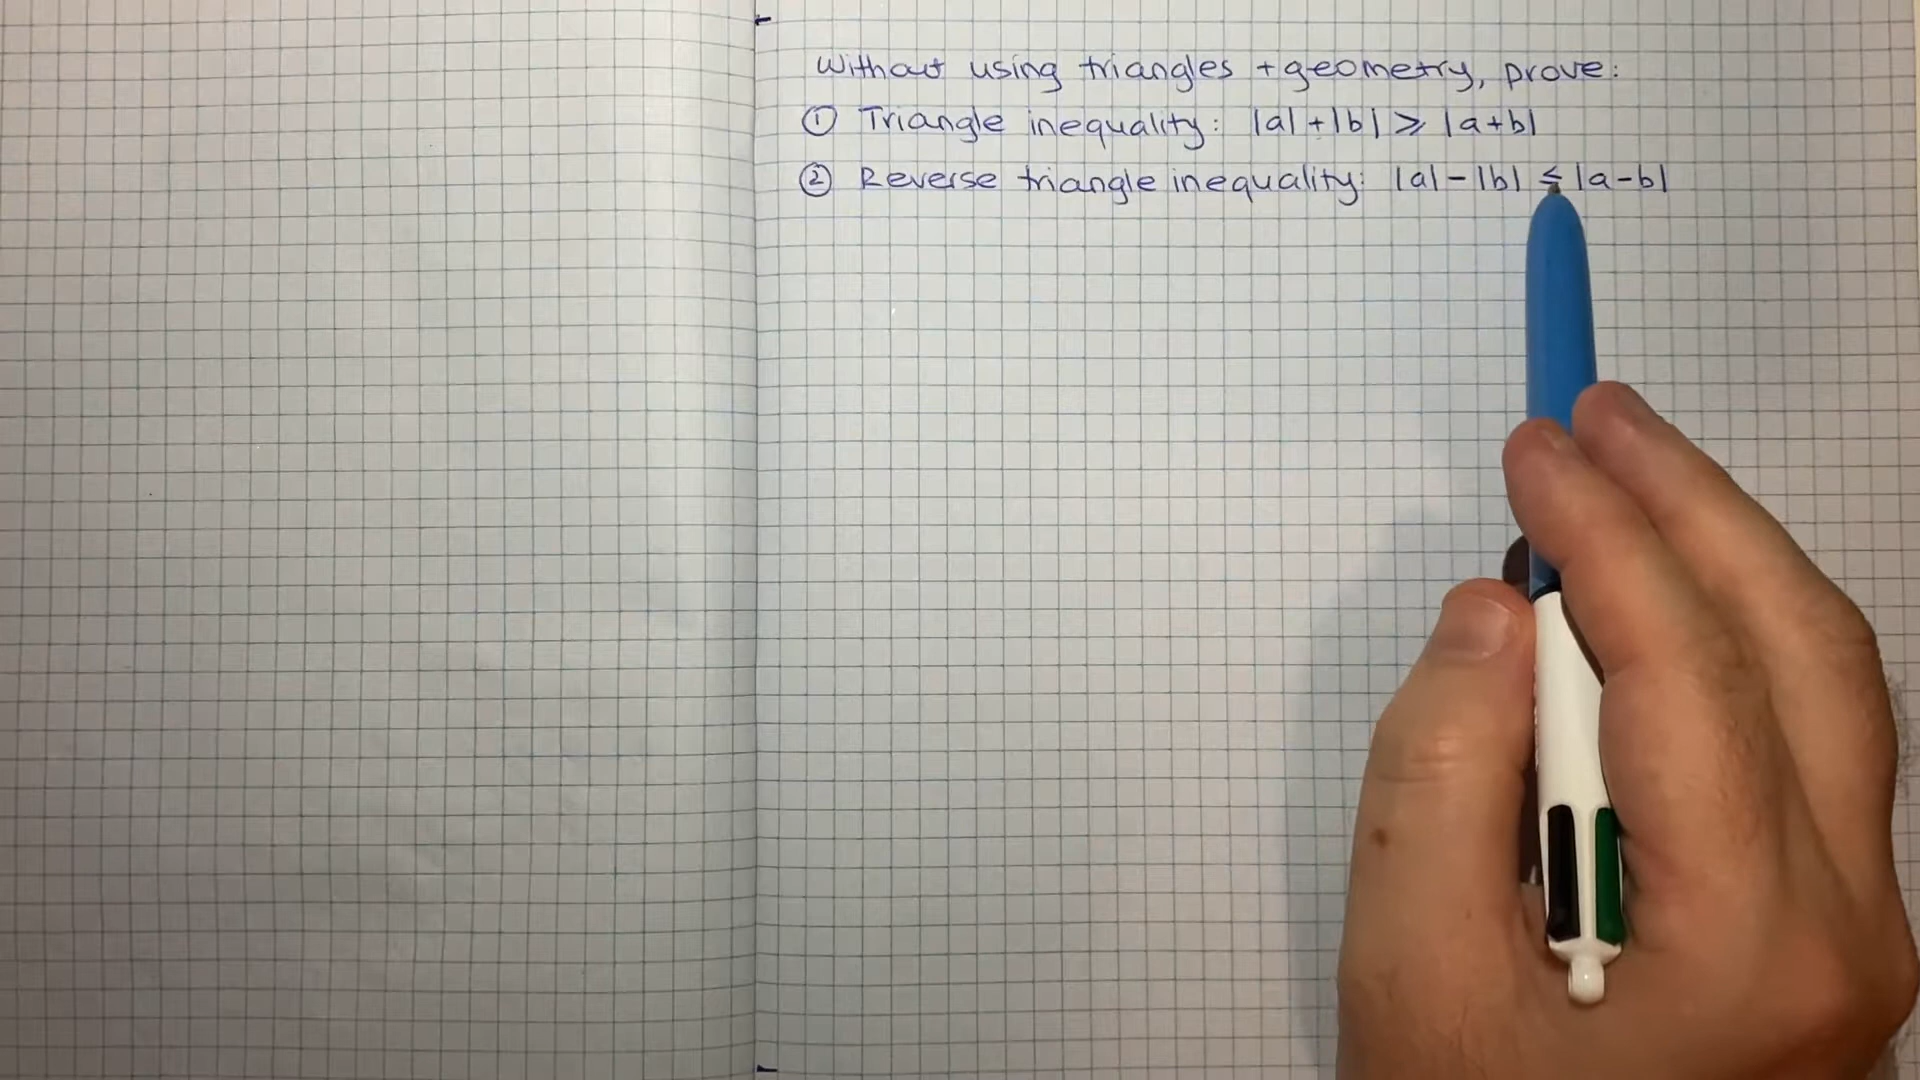 Without using triangles + geometry, prove:
① Triangle inequality: |a| + |b| ⩾ |a+b|
② Reverse triangle inequality: |a| - |b| ≤ |a-b|